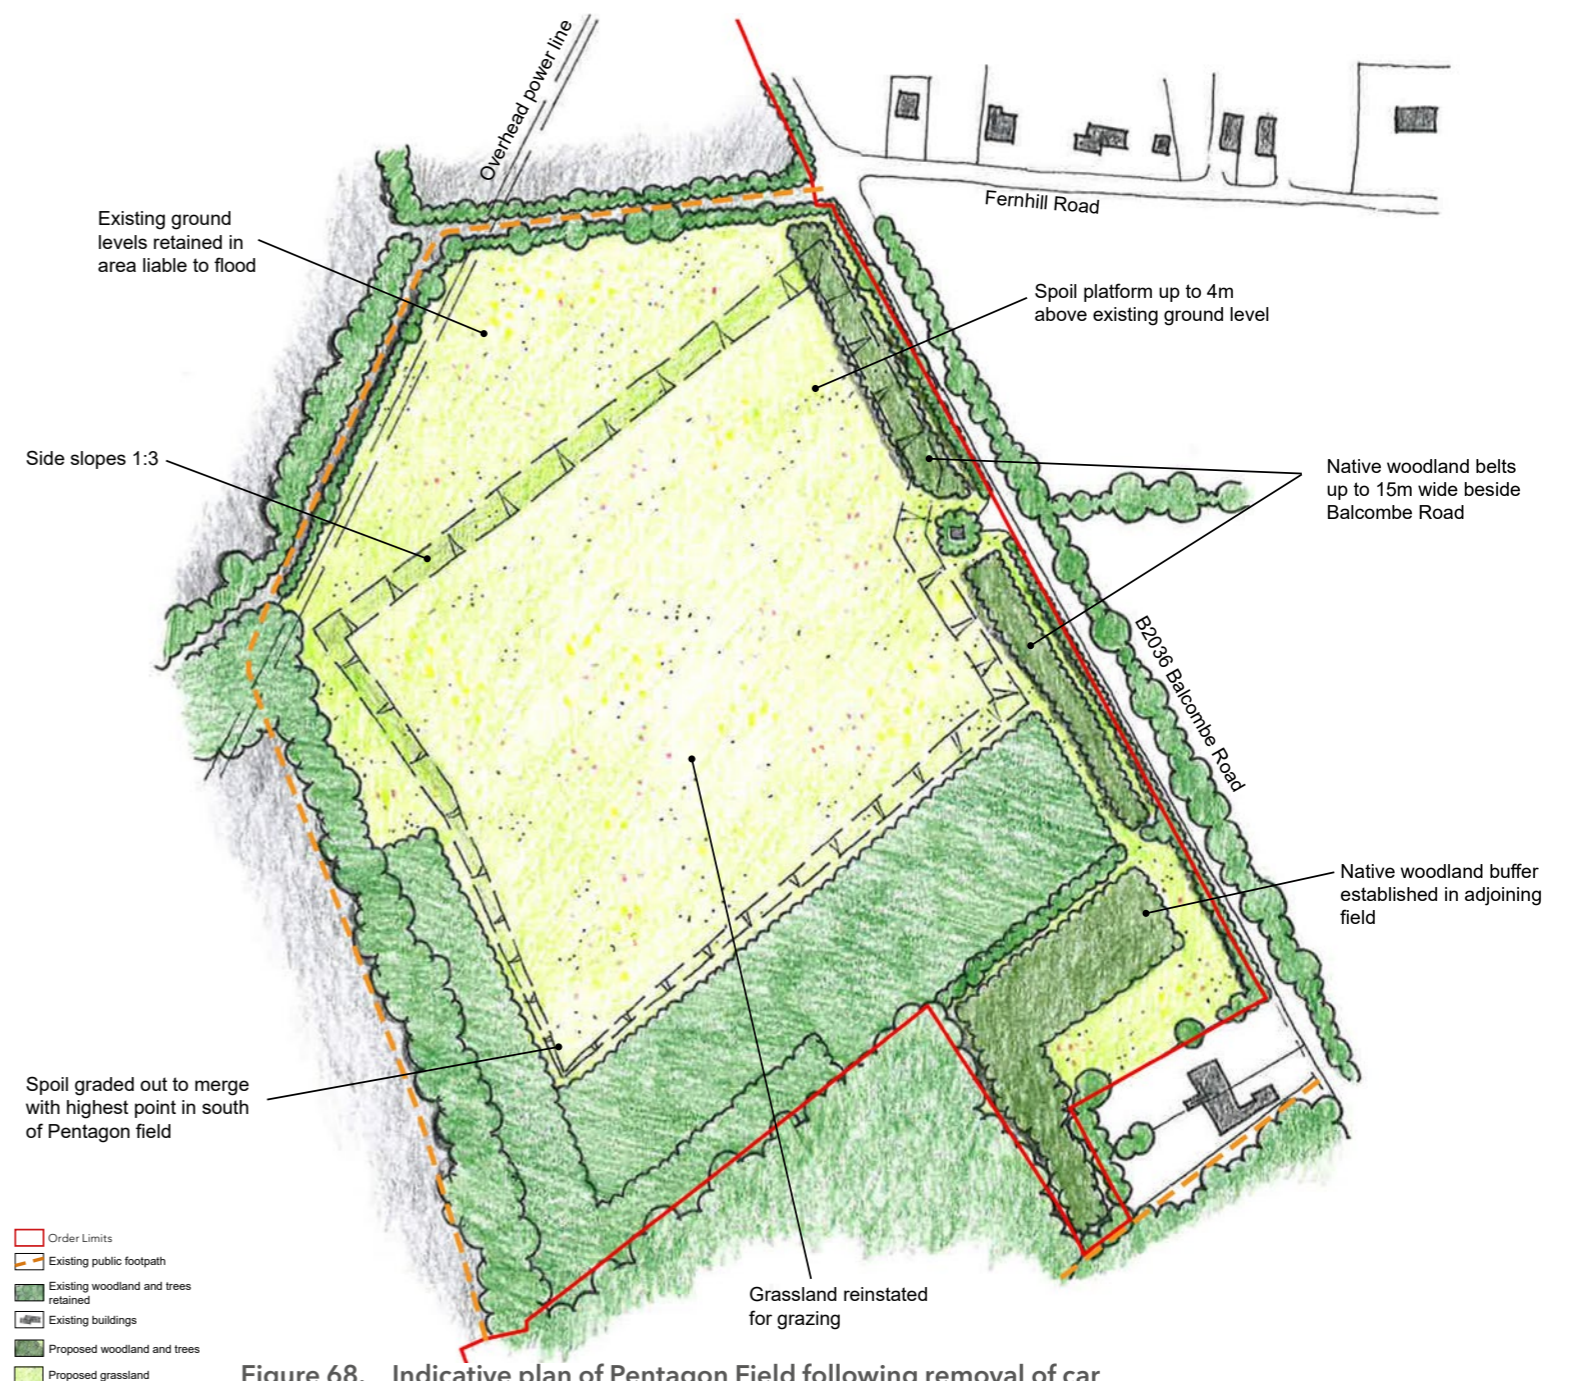 Overhead power line
Fernhill Road
Existing ground
levels retained in
area liable to flood
Spoil platform up to 4m
above existing ground level
Side slopes 1:3
Native woodland belts
up to 15m wide beside
Balcombe Road
B2036 Balcombe Road
Native woodland buffer
established in adjoining
field
Spoil graded out to merge
with highest point in south
of Pentagon field
Grassland reinstated
for grazing
Order Limits
Existing public footpath
Existing woodland and trees
retained
Existing buildings
Proposed woodland and trees
Proposed grassland
Figure 68. Indicative plan of Pentagon Field following removal of car